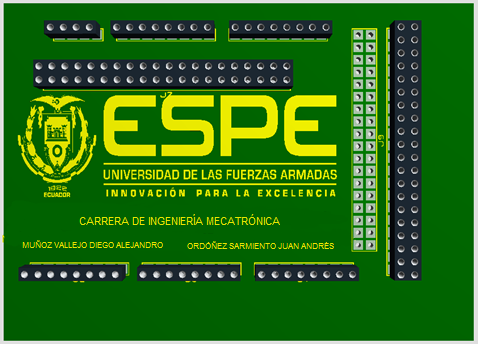 ESPE
UNIVERSIDAD DE LAS FUERZAS ARMADAS
INNOVACIÓN PARA LA EXCELENCIA
ECUADOR
CARRERA DE INGENIERÌA MECATRÓNICA
MUÑOZ VALLEJO DIEGO ALEJANDRO
ORDÓÑEZ SARMIENTO JUAN ANDRÉS